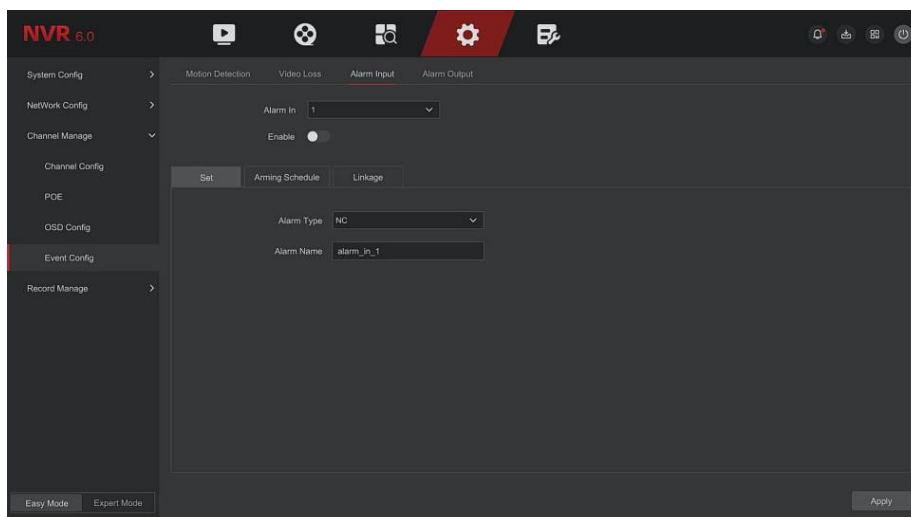 NVR 6.0
System Config
Motion Detection Video Loss Alarm Input Alarm Output
NetWork Config
Alarm In 1
Channel Manage
Enable
Channel Config
Set Arming Schedule Linkage
POE
OSD Config
Alarm Type NC
Event Config
Alarm Name alarm_in_1
Record Manage
Easy Mode Expert Mode
Apply